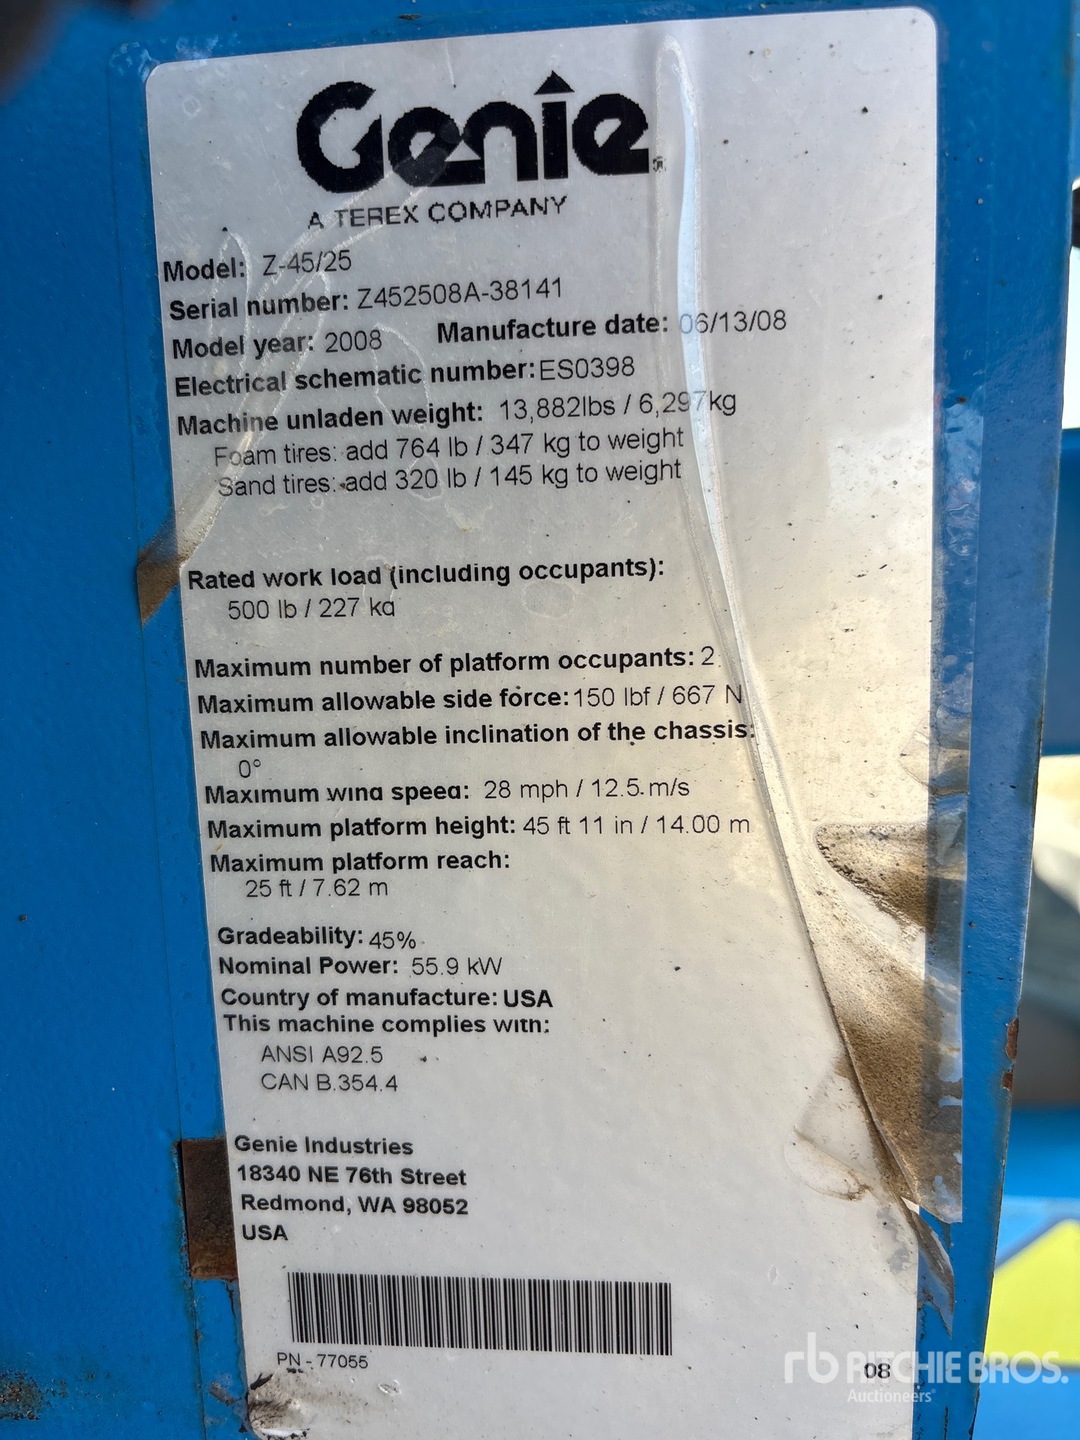 Genie
A TEREX COMPANY
Model: Z-45/25
Serial number: Z452508A-38141
Model year: 2008 Manufacture date: 06/13/08
Electrical schematic number: ES0398
Machine unladen weight: 13,882lbs / 6,297kg
Foam tires: add 764 lb / 347 kg to weight
Sand tires: add 320 lb / 145 kg to weight
Rated work load (including occupants):
500 lb / 227 kg
Maximum number of platform occupants: 2
Maximum allowable side force: 150 lbf / 667 N
Maximum allowable inclination of the chassis:
0°
Maximum wind speed: 28 mph / 12.5 m/s
Maximum platform height: 45 ft 11 in / 14.00 m
Maximum platform reach:
25 ft / 7.62 m
Gradeability: 45%
Nominal Power: 55.9 kW
Country of manufacture: USA
This machine complies with:
ANSI A92.5
CAN B.354.4
Genie Industries
18340 NE 76th Street
Redmond, WA 98052
USA
PN - 77055
08
rb RITCHIE BROS.
Auctioneers